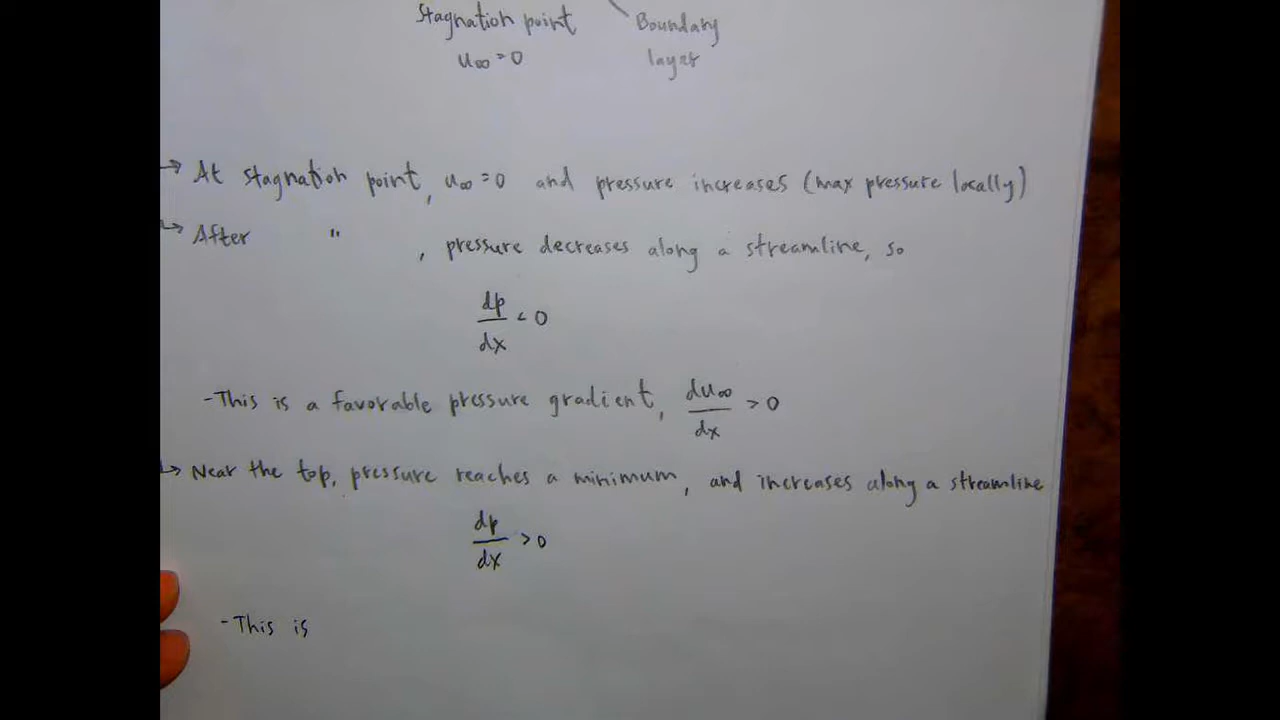 Stagnation point Boundary
u∞ = 0 layer
→ At stagnation point, u∞ = 0 and pressure increases (max pressure locally)
↳ After " , pressure decreases along a streamline, so
dp/dx < 0
- This is a favorable pressure gradient, du∞/dx > 0
↳ Near the top, pressure reaches a minimum, and increases along a streamline
dp/dx > 0
- This is